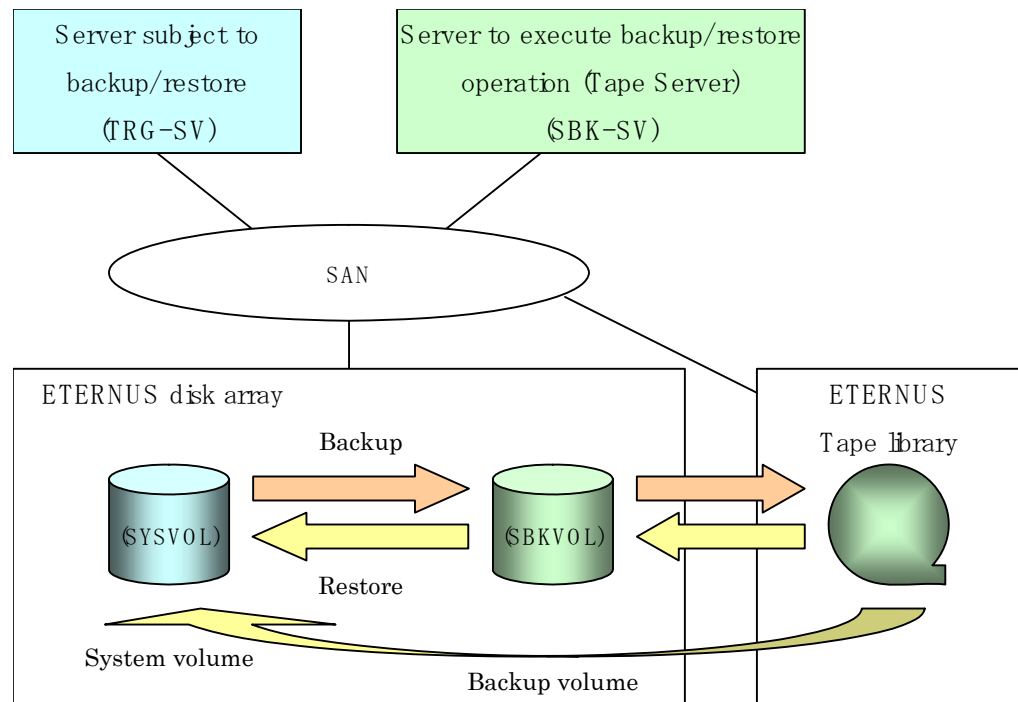 Server subject to
backup/restore
(TRG-SV)
Server to execute backup/restore
operation (Tape Server)
(SBK-SV)
SAN
ETERNUS disk array
ETERNUS
Tape library
Backup
(SYSVOL)
(SBKVOL)
Restore
System volume
Backup volume